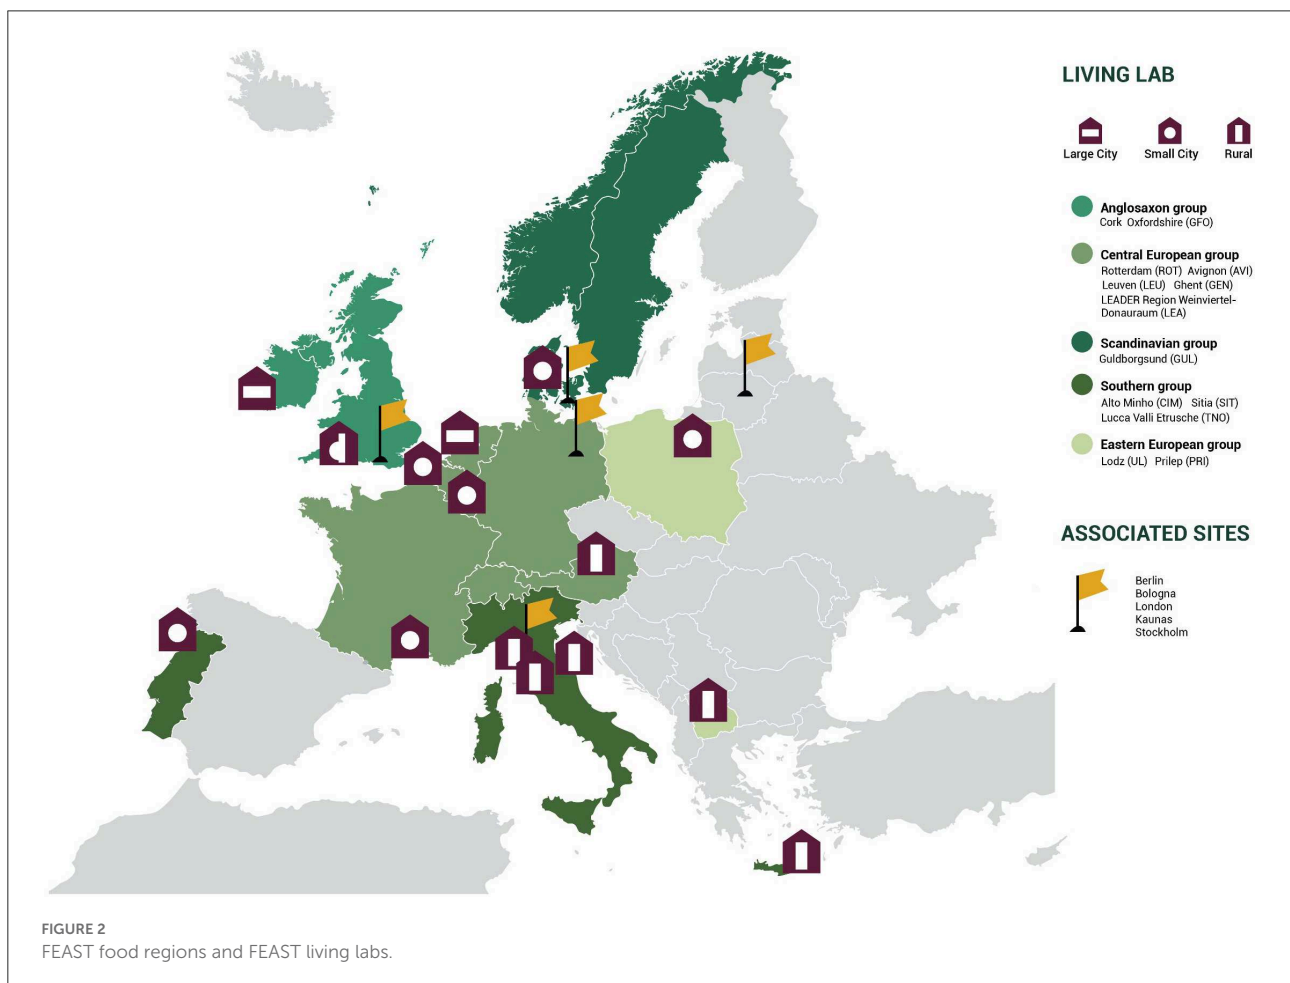 LIVING LAB
Large City Small City Rural
Anglosaxon group
Cork Oxfordshire (GFO)
Central European group
Rotterdam (ROT) Avignon (AVI)
Leuven (LEU) Ghent (GEN)
LEADER Region Weinviertel-
Donauraum (LEA)
Scandinavian group
Guldborgsund (GUL)
Southern group
Alto Minho (CIM) Sitia (SIT)
Lucca Valli Etrusche (TNO)
Eastern European group
Lodz (UL) Prilep (PRI)
ASSOCIATED SITES
Berlin
Bologna
London
Kaunas
Stockholm
FIGURE 2
FEAST food regions and FEAST living labs.